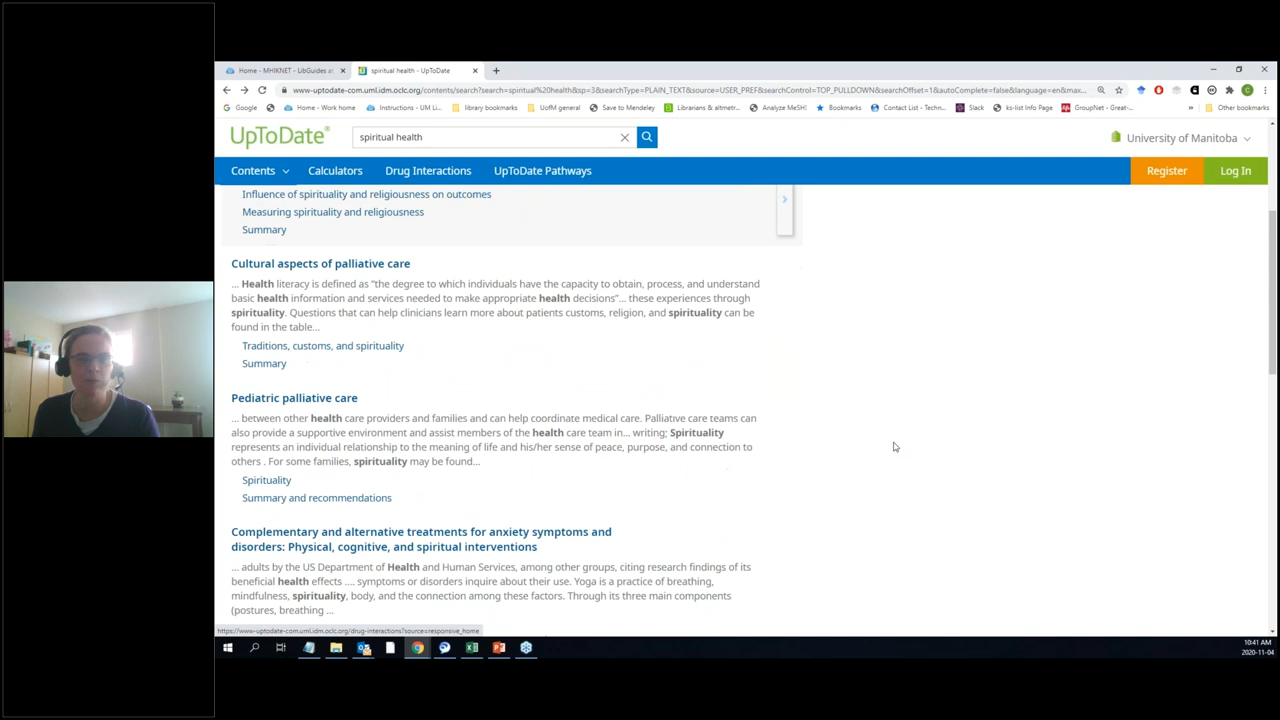 Home - MHIKNET - LibGuides a
spiritual health - UpToDate
www-uptodate-com.uml.idm.oclc.org/contents/search?search=spiritual%20health&sp=3&searchType=PLAIN_TEXT&source=USER_PREF&searchControl=TOP_PULLDOWN&searchOffset=1&autoComplete=false&language=en&max...
Google
Home - Work home
Instructions - UM Li...
library bookmarks
UofM general
Save to Mendeley
Librarians & altmetr...
Analyze MeSH!
Bookmarks
Contact List - Techn...
Slack
ks-list Info Page
GroupNet - Great-...
»
Other bookmarks
UpToDate®
spiritual health
University of Manitoba
Contents
Calculators
Drug Interactions
UpToDate Pathways
Register
Log In
Influence of spirituality and religiousness on outcomes
Measuring spirituality and religiousness
Summary
Cultural aspects of palliative care
... Health literacy is defined as "the degree to which individuals have the capacity to obtain, process, and understand
basic health information and services needed to make appropriate health decisions"... these experiences through
spirituality. Questions that can help clinicians learn more about patients customs, religion, and spirituality can be
found in the table...
Traditions, customs, and spirituality
Summary
Pediatric palliative care
... between other health care providers and families and can help coordinate medical care. Palliative care teams can
also provide a supportive environment and assist members of the health care team in... writing; Spirituality
represents an individual relationship to the meaning of life and his/her sense of peace, purpose, and connection to
others . For some families, spirituality may be found...
Spirituality
Summary and recommendations
Complementary and alternative treatments for anxiety symptoms and
disorders: Physical, cognitive, and spiritual interventions
... adults by the US Department of Health and Human Services, among other groups, citing research findings of its
beneficial health effects .... symptoms or disorders inquire about their use. Yoga is a practice of breathing,
mindfulness, spirituality, body, and the connection among these factors. Through its three main components
(postures, breathing ...
https://www-uptodate-com.uml.idm.oclc.org/drug-interactions?source=responsive_home
10:41 AM
2020-11-04